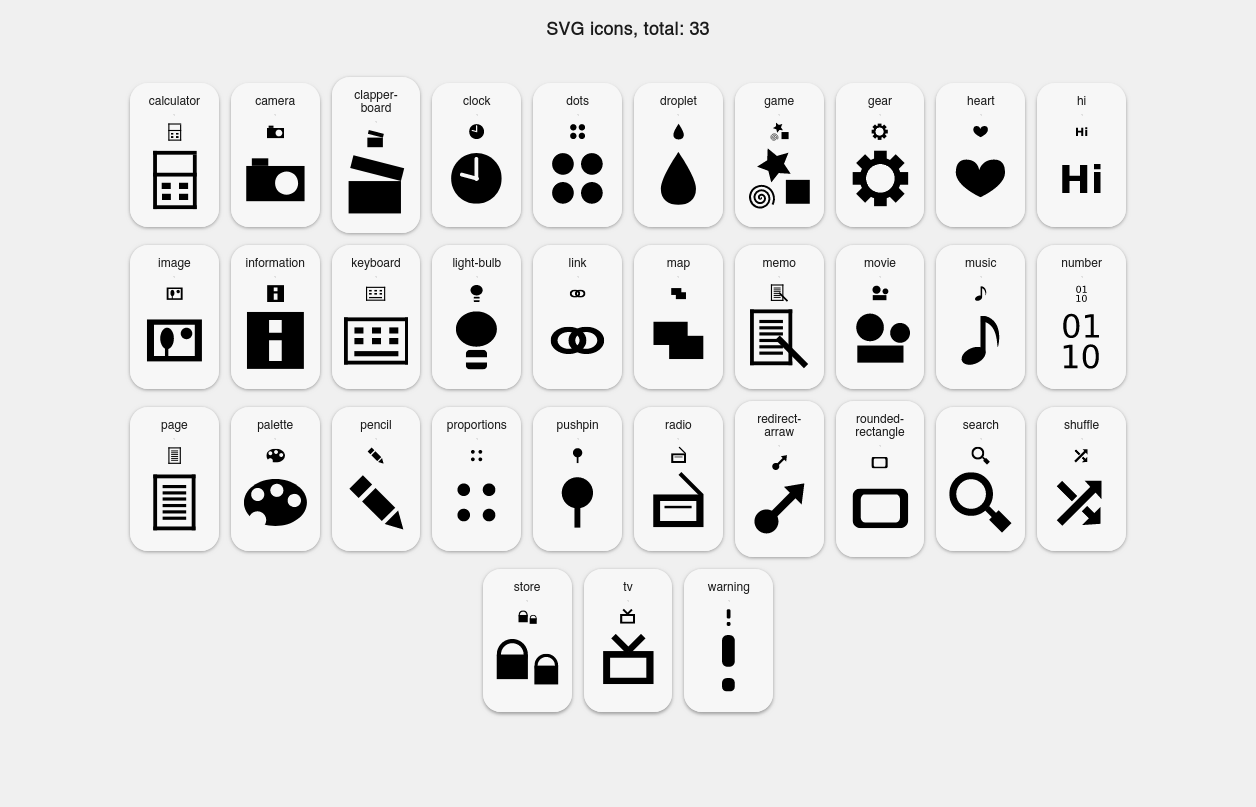 SVG icons, total: 33
calculator
camera
clapper-
board
clock
dots
droplet
game
gear
heart
hi
Hi
Hi
image
information
keyboard
light-bulb
link
map
memo
movie
music
number
01
10
01
10
page
palette
pencil
proportions
pushpin
radio
redirect-
arraw
rounded-
rectangle
search
shuffle
store
tv
warning